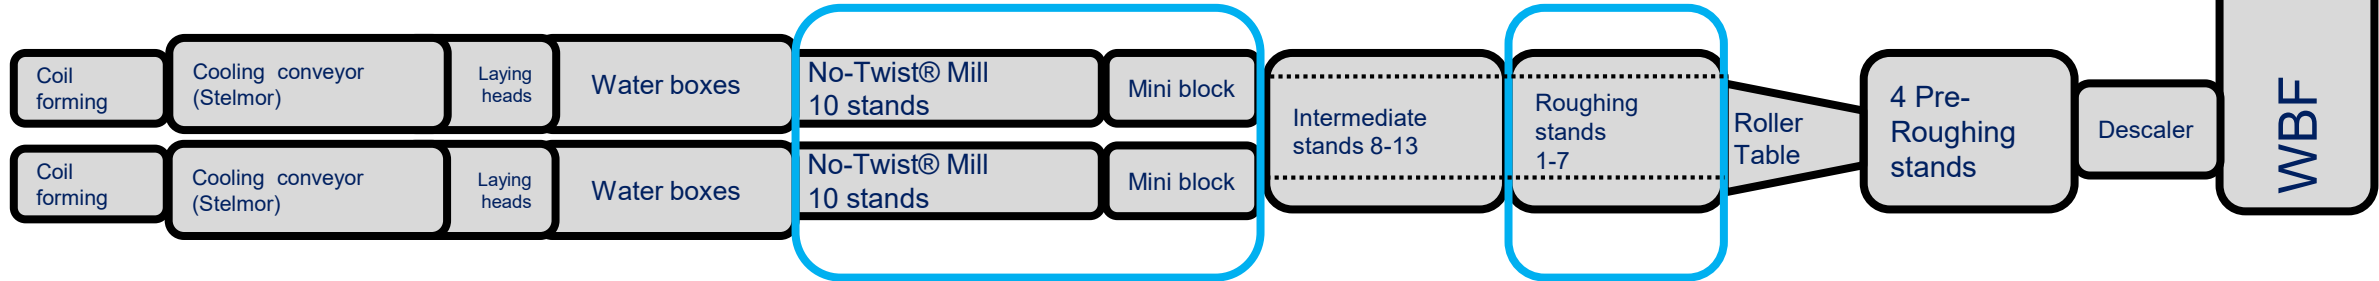 Coil
forming
Cooling conveyor
(Stelmor)
Laying
heads
Water boxes
No-Twist® Mill
10 stands
Mini block
Coil
forming
Cooling conveyor
(Stelmor)
Laying
heads
Water boxes
No-Twist® Mill
10 stands
Mini block
Intermediate
stands 8-13
Roughing
stands
1-7
Roller
Table
4 Pre-
Roughing
stands
Descaler
WBF